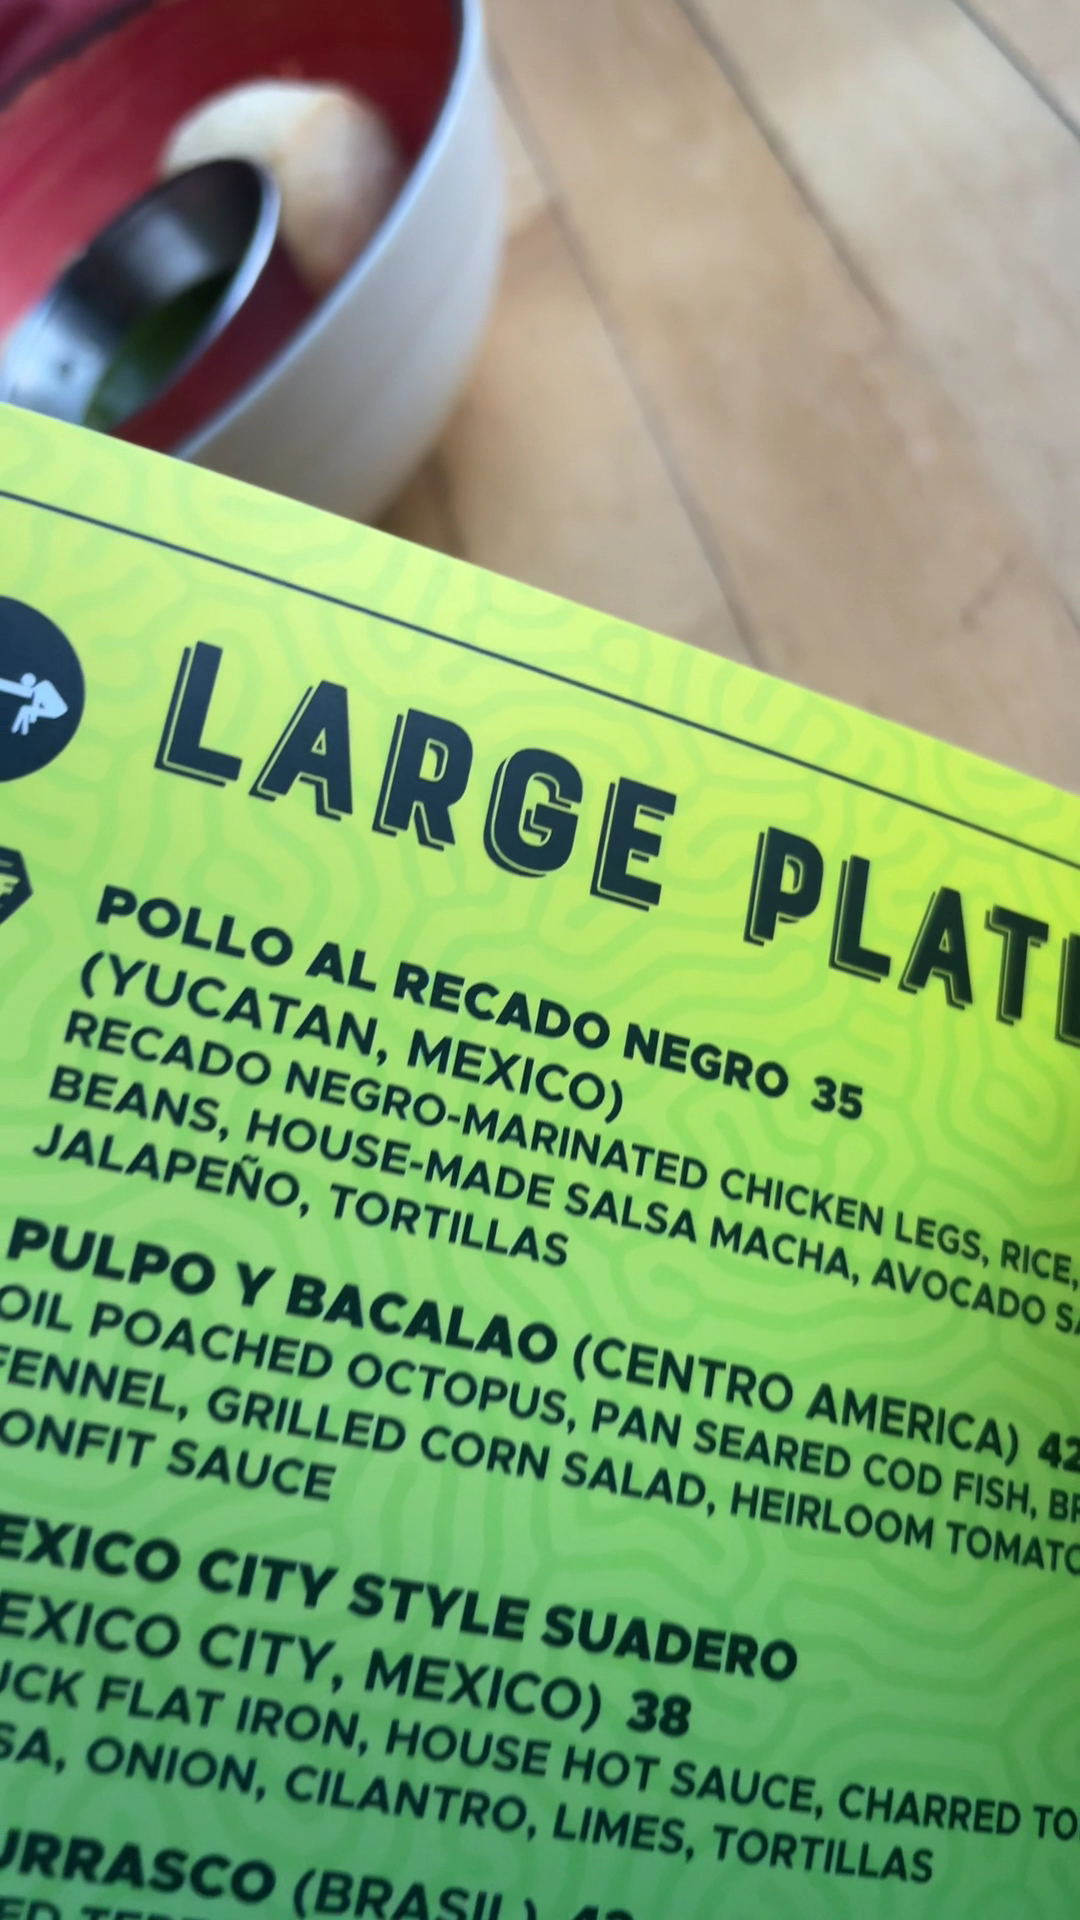 LARGE PLATE
POLLO AL RECADO NEGRO 35
(YUCATAN, MEXICO)
RECADO NEGRO-MARINATED CHICKEN LEGS, RICE,
BEANS, HOUSE-MADE SALSA MACHA, AVOCADO SA
JALAPEÑO, TORTILLAS
PULPO Y BACALAO (CENTRO AMERICA) 42
OIL POACHED OCTOPUS, PAN SEARED COD FISH, BR
FENNEL, GRILLED CORN SALAD, HEIRLOOM TOMATO
ONFIT SAUCE
EXICO CITY STYLE SUADERO
EXICO CITY, MEXICO) 38
UCK FLAT IRON, HOUSE HOT SAUCE, CHARRED TO
SA, ONION, CILANTRO, LIMES, TORTILLAS
URRASCO (BRASIL)